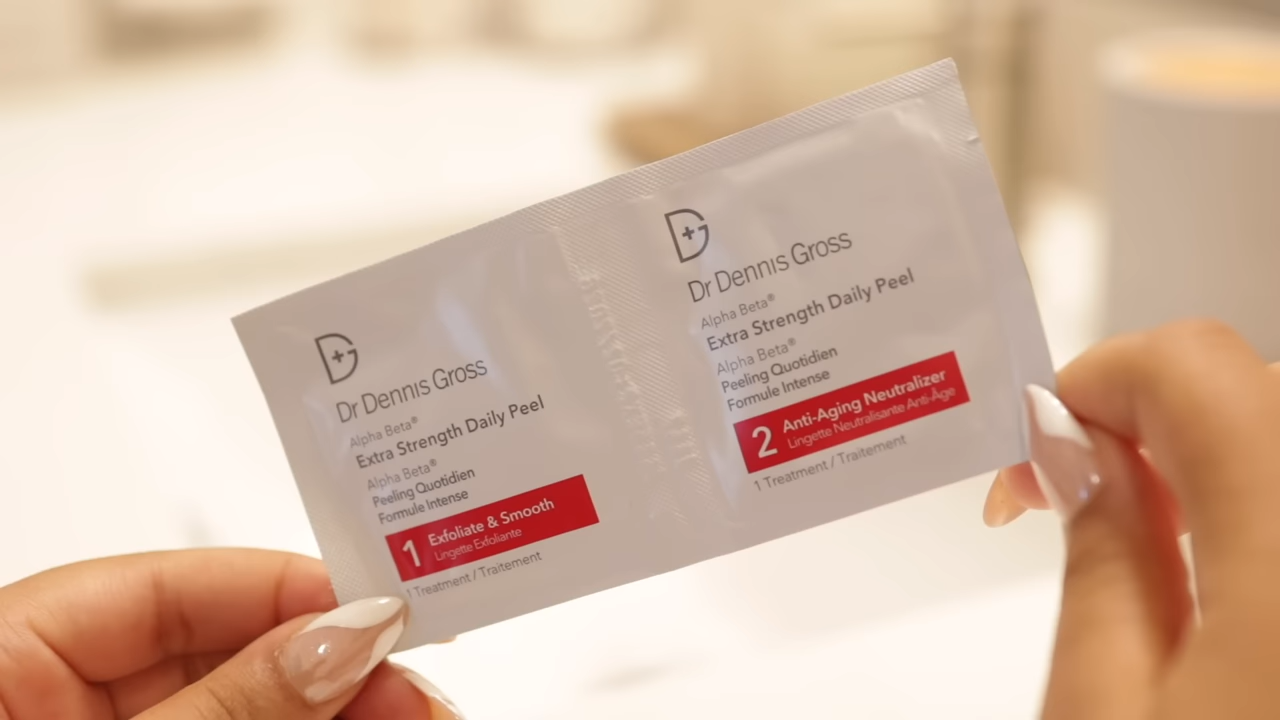 Dr Dennis Gross
Alpha Beta®
Extra Strength Daily Peel
Alpha Beta®
Peeling Quotidien
Formule Intense
1 Exfoliate & Smooth
Lingette Exfoliante
1 Treatment / Traitement
Dr Dennis Gross
Alpha Beta®
Extra Strength Daily Peel
Alpha Beta®
Peeling Quotidien
Formule Intense
2 Anti-Aging Neutralizer
Lingette Neutralisante Anti-Âge
1 Treatment / Traitement